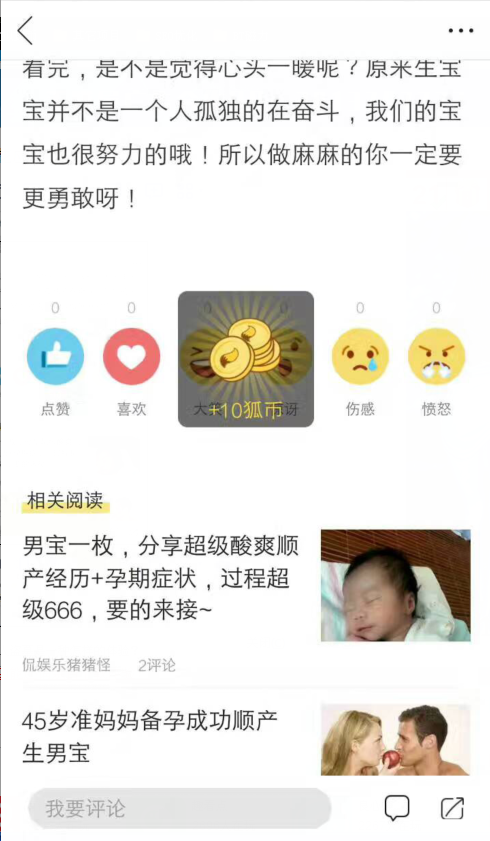 看完，是不是觉得心头一暖呢？原来生宝
宝并不是一个人孤独的在奋斗，我们的宝
宝也很努力的哦！所以做麻麻的你一定要
更勇敢呀！
0 0 0 0 0 0
点赞 喜欢 大笑 +10狐币 讶 伤感 愤怒
相关阅读
男宝一枚，分享超级酸爽顺
产经历+孕期症状，过程超
级666，要的来接~
侃娱乐猪猪怪 2评论
45岁准妈妈备孕成功顺产
生男宝
我要评论